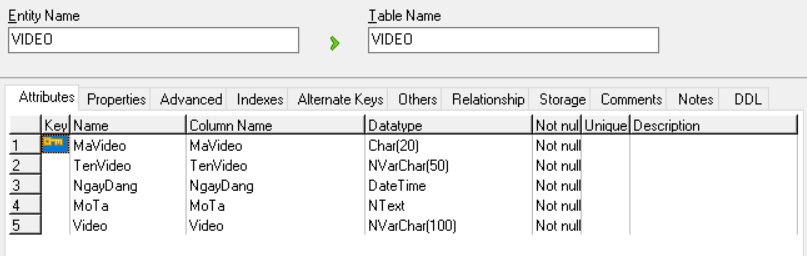 Entity Name Table Name
VIDEO VIDEO
Attributes Properties Advanced Indexes Alternate Keys Others Relationship Storage Comments Notes DDL
Key Name Column Name Datatype Not nul Unique Description
1 MaVideo MaVideo Char(20) Not null
2 TenVideo TenVideo NVarChar(50) Not null
3 NgayDang NgayDang DateTime Not null
4 MoTa MoTa NText Not null
5 Video Video NVarChar(100) Not null